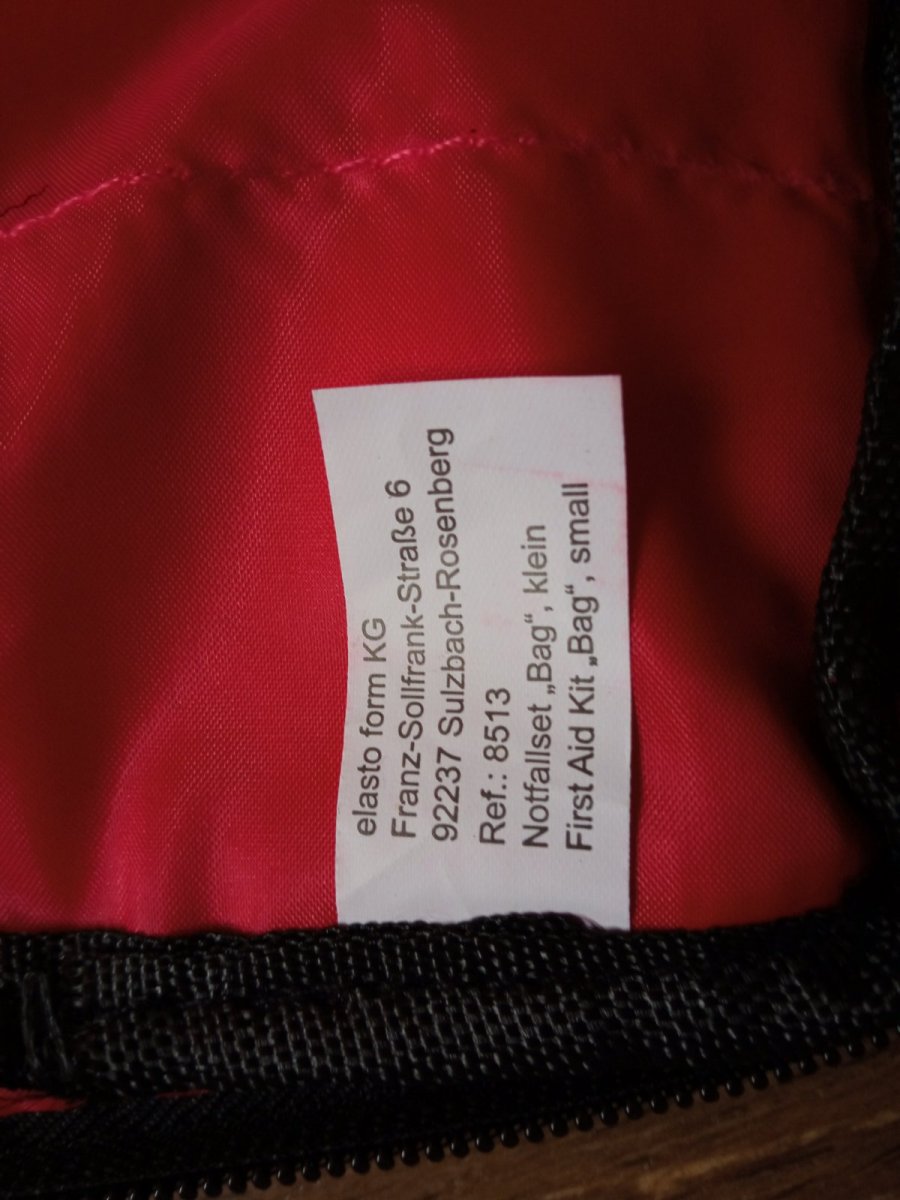 elasto form KG
Franz-Sollfrank-Straße 6
92237 Sulzbach-Rosenberg
Ref.: 8513
Notfallset „Bag“, klein
First Aid Kit „Bag“, small